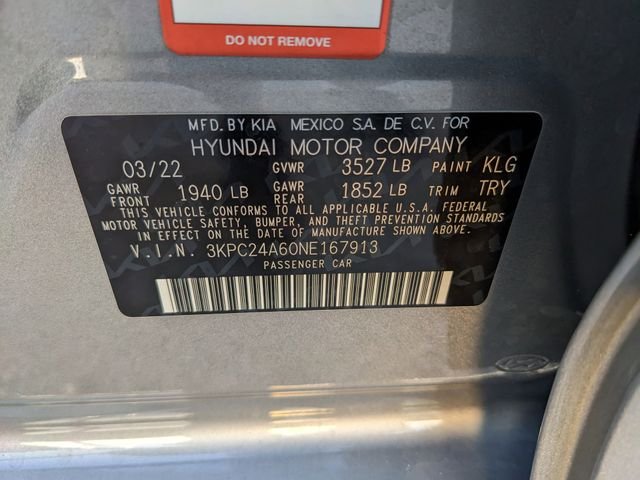 DO NOT REMOVE
MFD. BY KIA MEXICO S.A. DE C.V. FOR
HYUNDAI MOTOR COMPANY
03/22 GVWR 3527 LB PAINT KLG
GAWR FRONT 1940 LB GAWR REAR 1852 LB TRIM TRY
THIS VEHICLE CONFORMS TO ALL APPLICABLE U.S.A. FEDERAL
MOTOR VEHICLE SAFETY, BUMPER, AND THEFT PREVENTION STANDARDS
IN EFFECT ON THE DATE OF MANUFACTURE SHOWN ABOVE.
V.I.N. 3KPC24A60NE167913
PASSENGER CAR